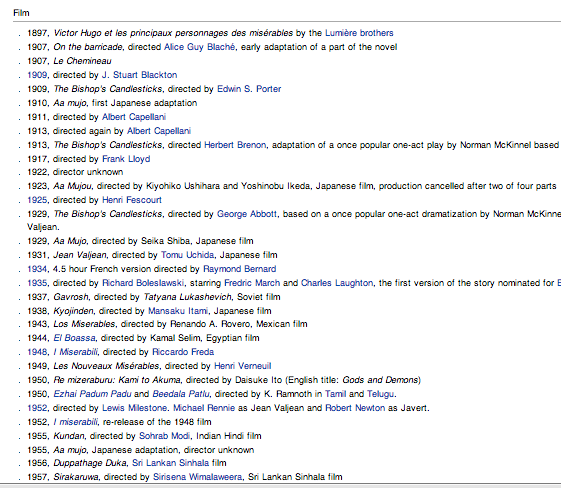 Film
1897, Victor Hugo et les principaux personnages des misérables by the Lumière brothers
1907, On the barricade, directed Alice Guy Blaché, early adaptation of a part of the novel
1907, Le Chemineau
1909, directed by J. Stuart Blackton
1909, The Bishop's Candlesticks, directed by Edwin S. Porter
1910, Aa mujo, first Japanese adaptation
1911, directed by Albert Capellani
1913, directed again by Albert Capellani
1913, The Bishop's Candlesticks, directed Herbert Brenon, adaptation of a once popular one-act play by Norman McKinnel based
1917, directed by Frank Lloyd
1922, director unknown
1923, Aa Mujou, directed by Kiyohiko Ushihara and Yoshinobu Ikeda, Japanese film, production cancelled after two of four parts
1925, directed by Henri Fescourt
1929, The Bishop's Candlesticks, directed by George Abbott, based on a once popular one-act dramatization by Norman McKinne
Valjean.
1929, Aa Mujo, directed by Seika Shiba, Japanese film
1931, Jean Valjean, directed by Tomu Uchida, Japanese film
1934, 4.5 hour French version directed by Raymond Bernard
1935, directed by Richard Boleslawski, starring Fredric March and Charles Laughton, the first version of the story nominated for
1937, Gavrosh, directed by Tatyana Lukashevich, Soviet film
1938, Kyojinden, directed by Mansaku Itami, Japanese film
1943, Los Miserables, directed by Renando A. Rovero, Mexican film
1944, El Boassa, directed by Kamal Selim, Egyptian film
1948, I Miserabili, directed by Riccardo Freda
1949, Les Nouveaux Misérables, directed by Henri Verneuil
1950, Re mizeraburu: Kami to Akuma, directed by Daisuke Ito (English title: Gods and Demons)
1950, Ezhai Padum Padu and Beedala Patlu, directed by K. Ramnoth in Tamil and Telugu.
1952, directed by Lewis Milestone. Michael Rennie as Jean Valjean and Robert Newton as Javert.
1952, I miserabili, re-release of the 1948 film
1955, Kundan, directed by Sohrab Modi, Indian Hindi film
1955, Aa mujo, Japanese adaptation, director unknown
1956, Duppathage Duka, Sri Lankan Sinhala film
1957, Sirakaruwa, directed by Sirisena Wimalaweera, Sri Lankan Sinhala film